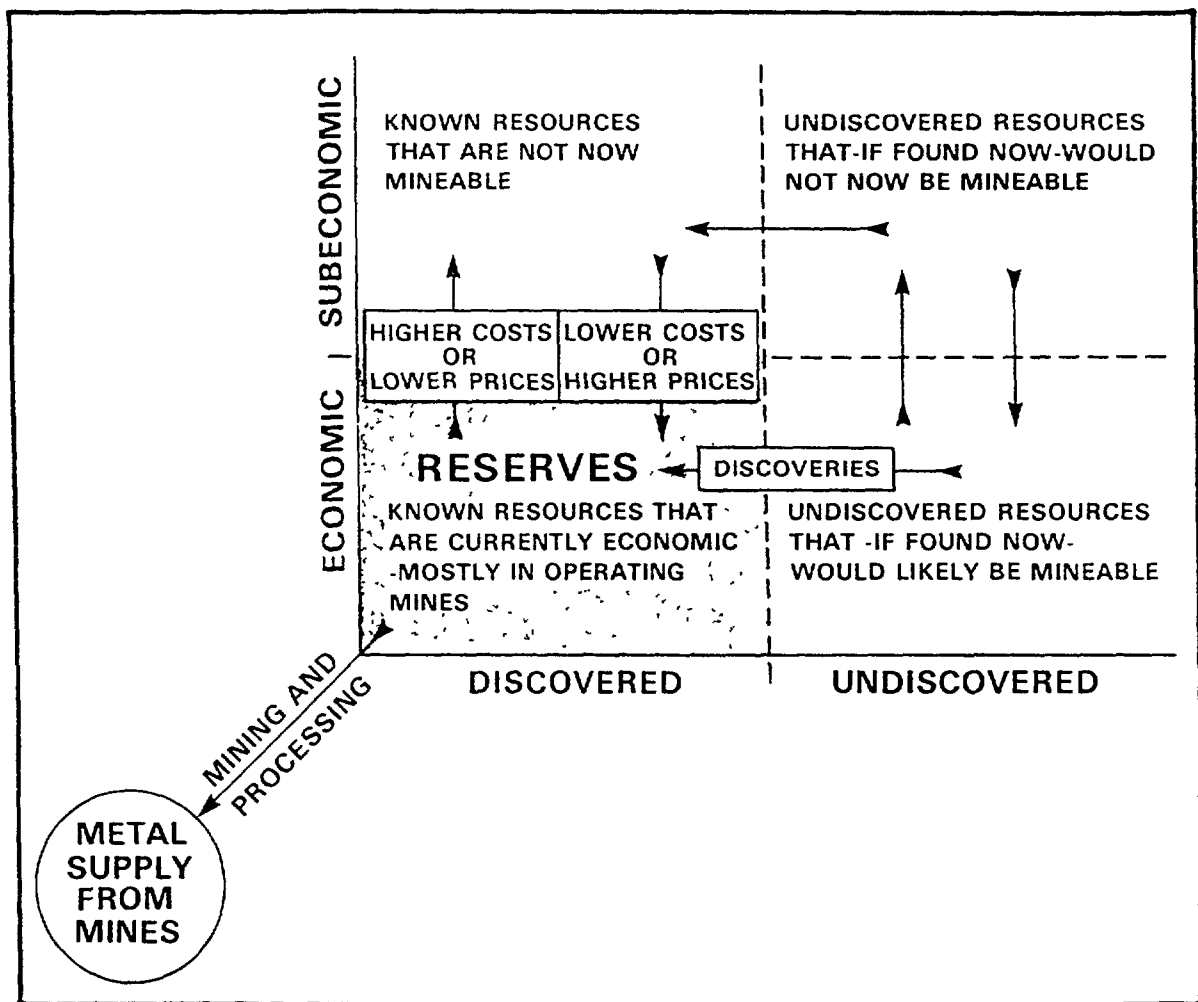 SUBECONOMIC
KNOWN RESOURCES
THAT ARE NOT NOW
MINEABLE
UNDISCOVERED RESOURCES
THAT-IF FOUND NOW-WOULD
NOT NOW BE MINEABLE
HIGHER COSTS
OR
LOWER PRICES
LOWER COSTS
OR
HIGHER PRICES
ECONOMIC
RESERVES
KNOWN RESOURCES THAT
ARE CURRENTLY ECONOMIC
-MOSTLY IN OPERATING
MINES
DISCOVERIES
UNDISCOVERED RESOURCES
THAT -IF FOUND NOW-
WOULD LIKELY BE MINEABLE
DISCOVERED
UNDISCOVERED
MINING AND
PROCESSING
METAL
SUPPLY
FROM
MINES